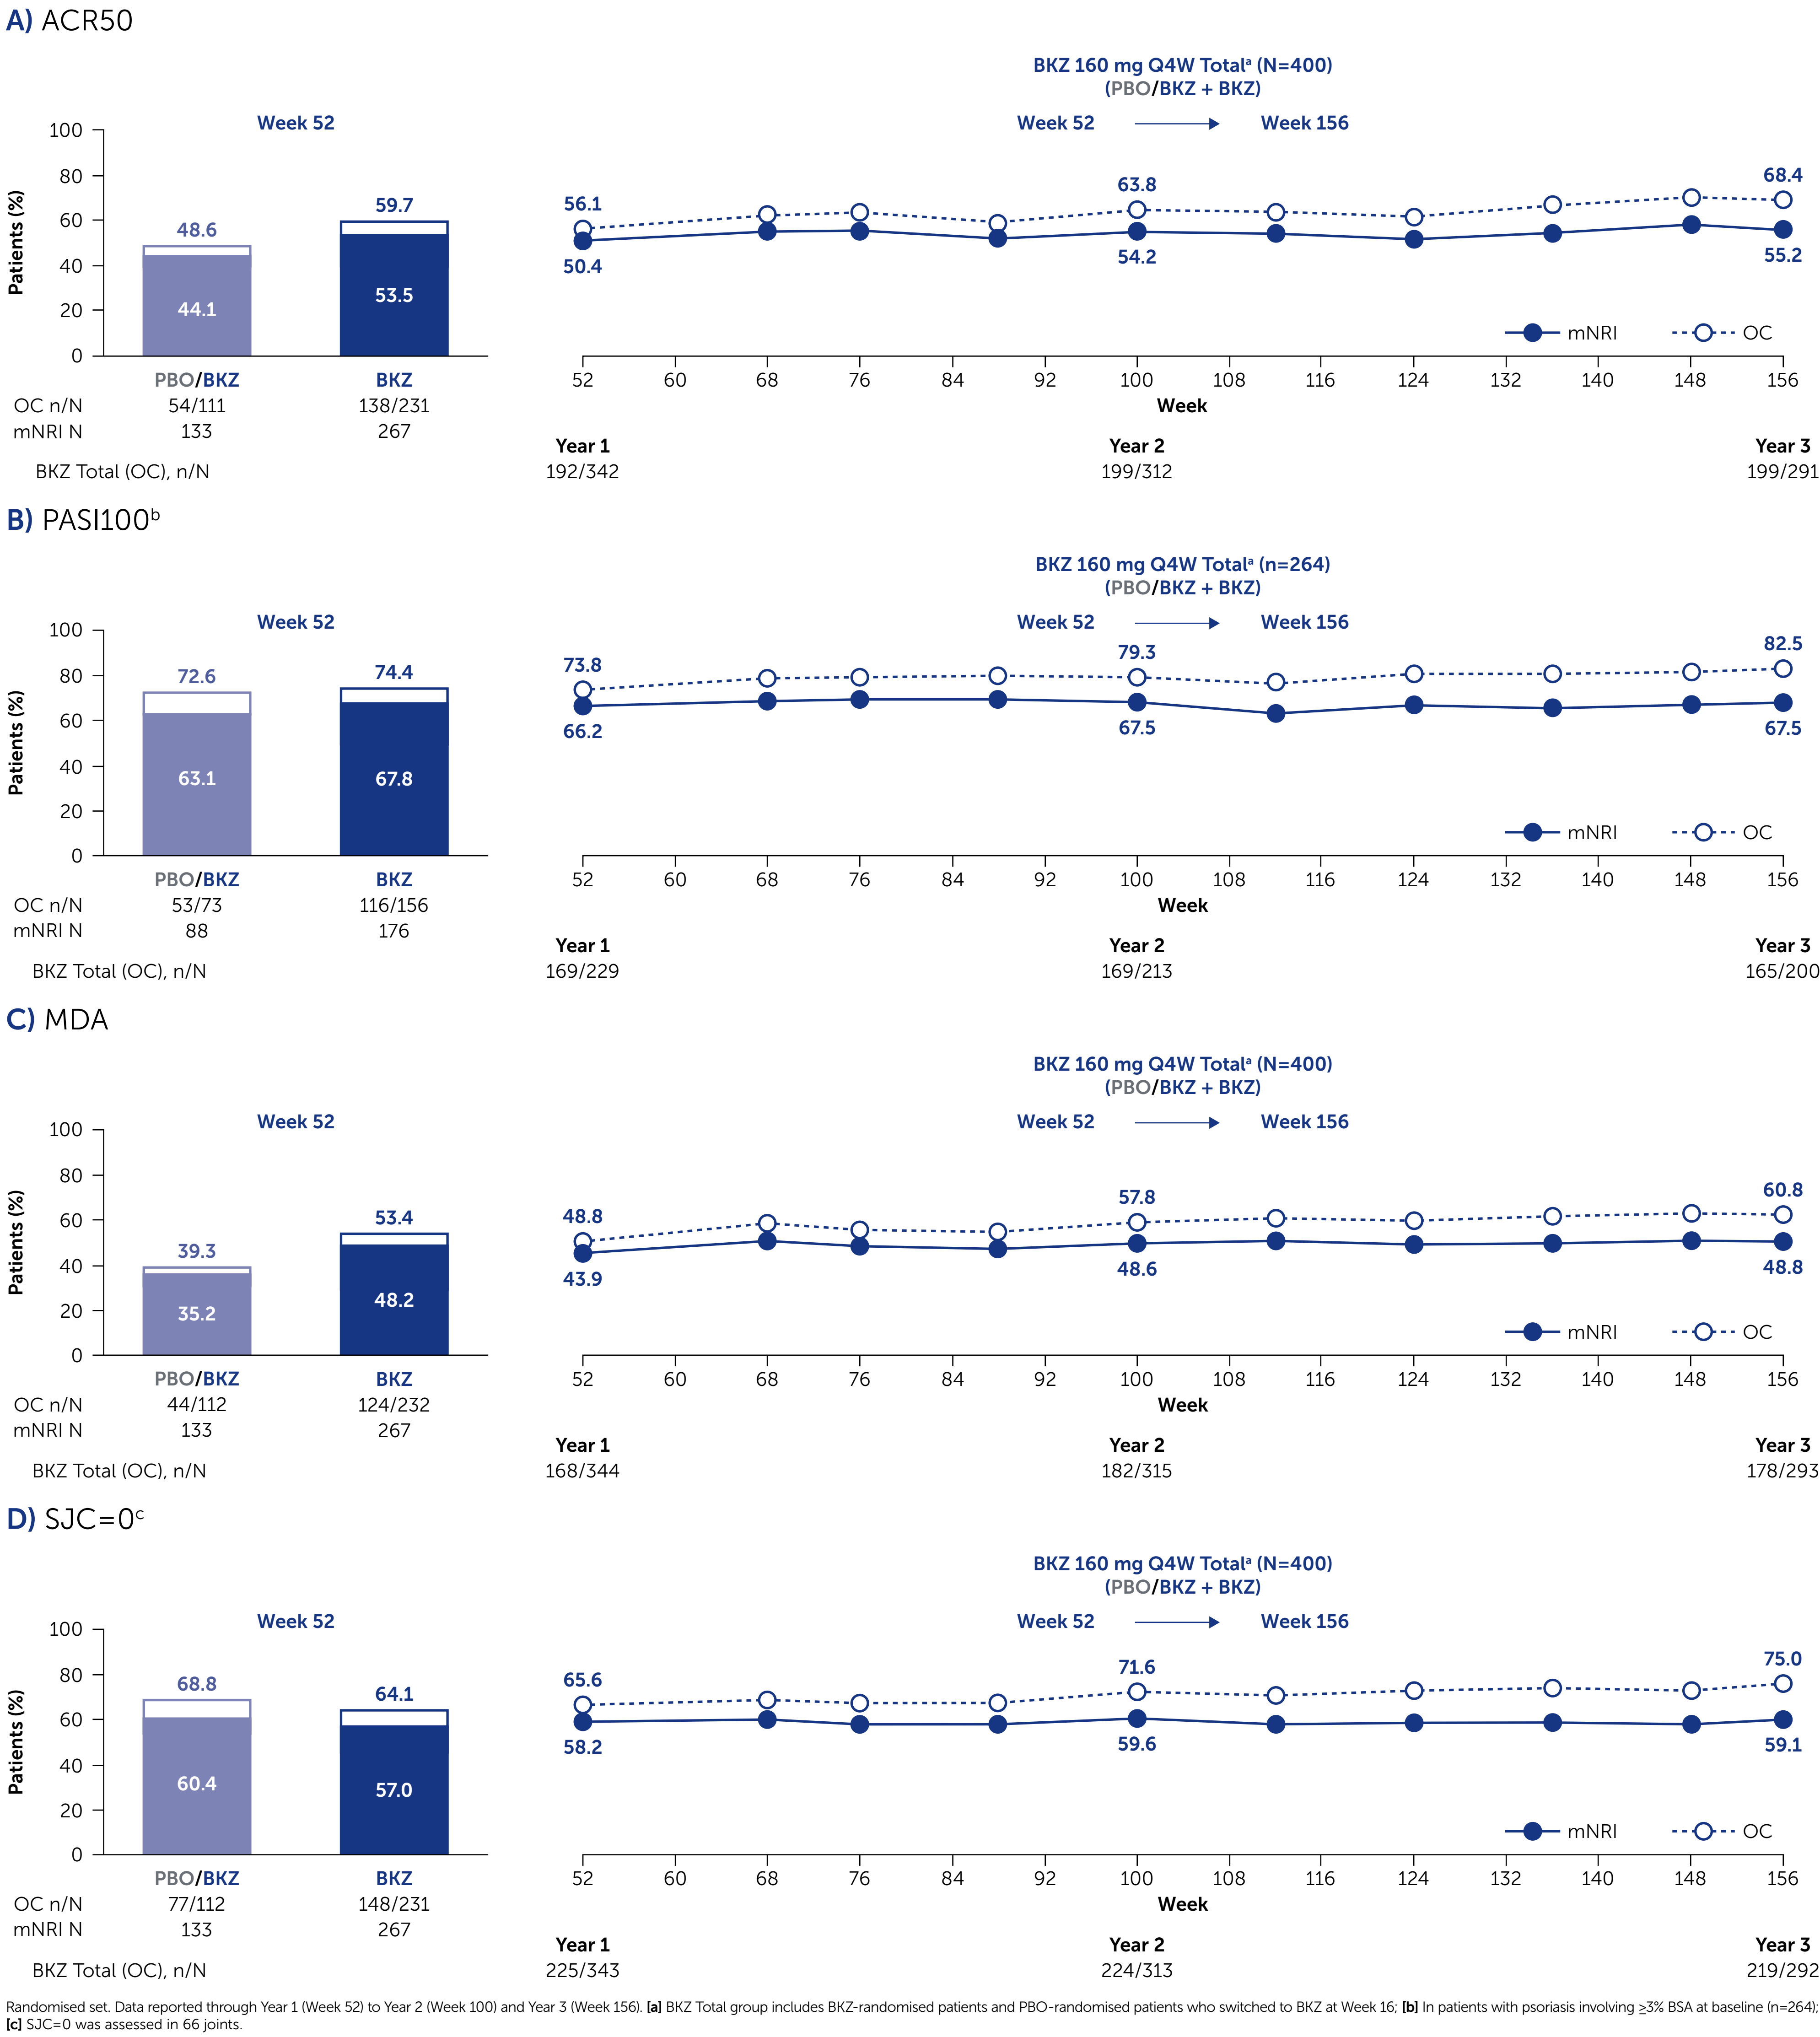 A) ACR50
BKZ 160 mg Q4W Totalᵃ (N=400)
(PBO/BKZ + BKZ)
Week 52
Week 52 Week 156
Patients (%)
100
80
60
40
20
0
48.6
44.1
59.7
53.5
56.1
50.4
63.8
54.2
68.4
55.2
mNRI OC
PBO/BKZ BKZ
52 60 68 76 84 92 100 108 116 124 132 140 148 156
Week
OC n/N 54/111 138/231
mNRI N 133 267
Year 1 Year 2 Year 3
BKZ Total (OC), n/N 192/342 199/312 199/291
B) PASI100ᵇ
BKZ 160 mg Q4W Totalᵃ (n=264)
(PBO/BKZ + BKZ)
Week 52
Week 52 Week 156
Patients (%)
100
80
60
40
20
0
72.6
63.1
74.4
67.8
73.8
66.2
79.3
67.5
82.5
67.5
mNRI OC
PBO/BKZ BKZ
52 60 68 76 84 92 100 108 116 124 132 140 148 156
Week
OC n/N 53/73 116/156
mNRI N 88 176
Year 1 Year 2 Year 3
BKZ Total (OC), n/N 169/229 169/213 165/200
C) MDA
BKZ 160 mg Q4W Totalᵃ (N=400)
(PBO/BKZ + BKZ)
Week 52
Week 52 Week 156
Patients (%)
100
80
60
40
20
0
39.3
35.2
53.4
48.2
48.8
43.9
57.8
48.6
60.8
48.8
mNRI OC
PBO/BKZ BKZ
52 60 68 76 84 92 100 108 116 124 132 140 148 156
Week
OC n/N 44/112 124/232
mNRI N 133 267
Year 1 Year 2 Year 3
BKZ Total (OC), n/N 168/344 182/315 178/293
D) SJC=0ᶜ
BKZ 160 mg Q4W Totalᵃ (N=400)
(PBO/BKZ + BKZ)
Week 52
Week 52 Week 156
Patients (%)
100
80
60
40
20
0
68.8
60.4
64.1
57.0
65.6
58.2
71.6
59.6
75.0
59.1
mNRI OC
PBO/BKZ BKZ
52 60 68 76 84 92 100 108 116 124 132 140 148 156
Week
OC n/N 77/112 148/231
mNRI N 133 267
Year 1 Year 2 Year 3
BKZ Total (OC), n/N 225/343 224/313 219/292
Randomised set. Data reported through Year 1 (Week 52) to Year 2 (Week 100) and Year 3 (Week 156). [a] BKZ Total group includes BKZ-randomised patients and PBO-randomised patients who switched to BKZ at Week 16; [b] In patients with psoriasis involving ≥3% BSA at baseline (n=264);
[c] SJC=0 was assessed in 66 joints.